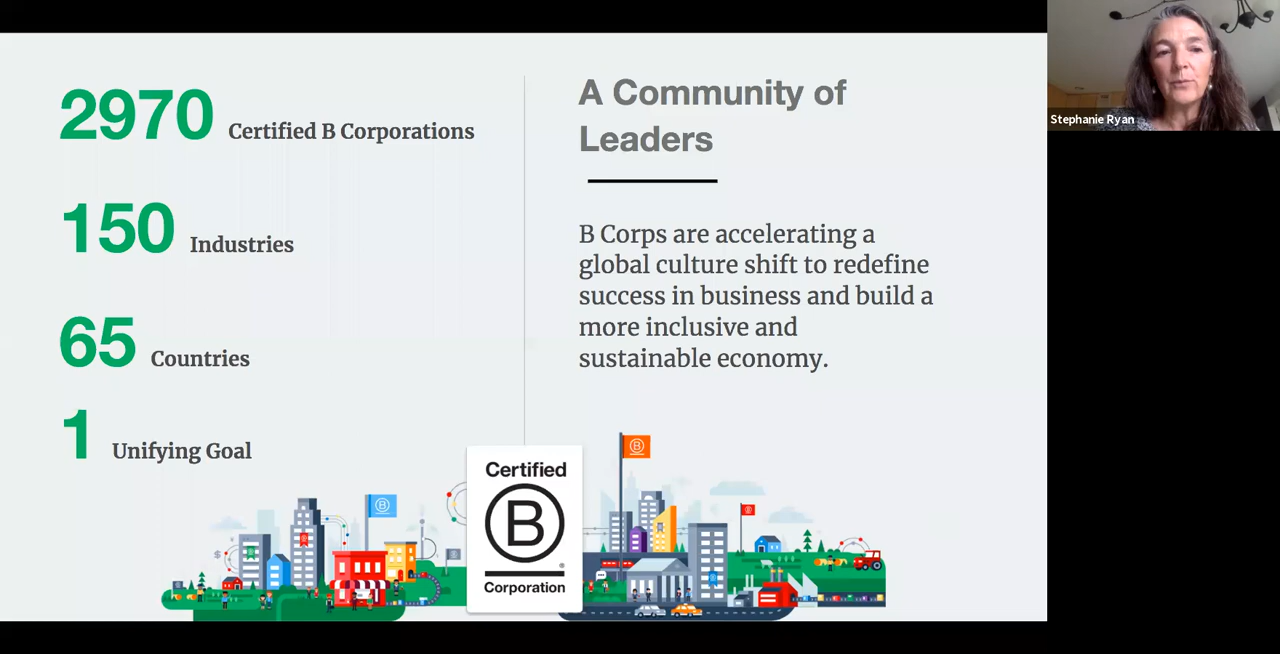 2970 Certified B Corporations
150 Industries
65 Countries
1 Unifying Goal
A Community of
Leaders
B Corps are accelerating a
global culture shift to redefine
success in business and build a
more inclusive and
sustainable economy.
Certified
B
®
Corporation
B
B
Stephanie Ryan